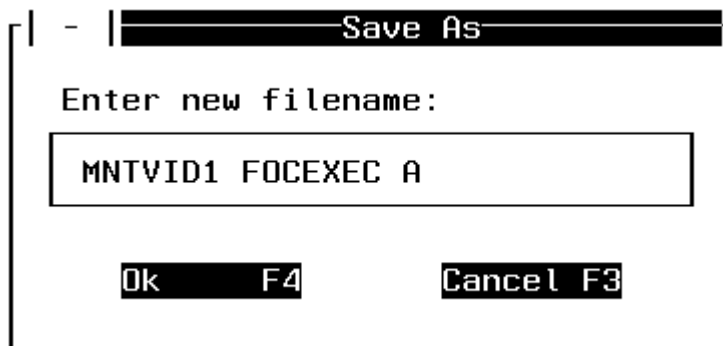 - Save As
Enter new filename:
MNTVID1 FOCEXEC A
Ok F4 Cancel F3